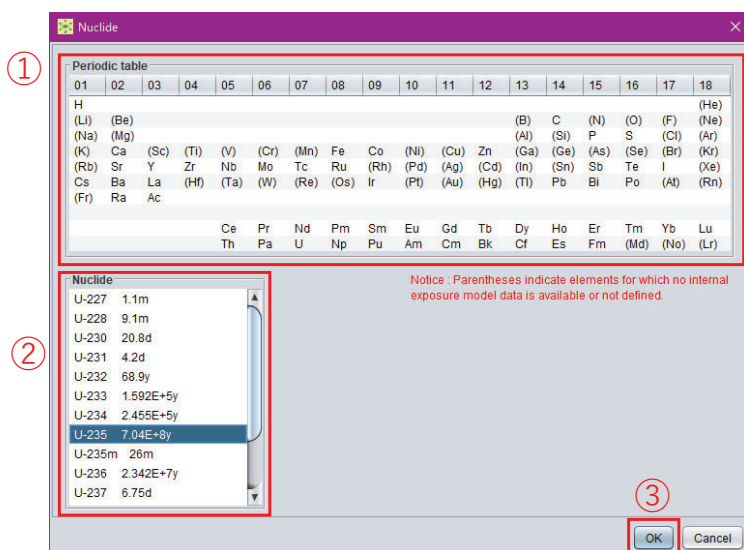 Nuclide
①
Periodic table
01 02 03 04 05 06 07 08 09 10 11 12 13 14 15 16 17 18
H (He)
(Li) (Be) (B) C (N) (O) (F) (Ne)
(Na) (Mg) (Al) (Si) P S (Cl) (Ar)
(K) Ca (Sc) (Ti) (V) (Cr) (Mn) Fe Co (Ni) (Cu) Zn (Ga) (Ge) (As) (Se) (Br) (Kr)
(Rb) Sr Y Zr Nb Mo Tc Ru (Rh) (Pd) (Ag) (Cd) (In) (Sn) Sb Te I (Xe)
Cs Ba La (Hf) (Ta) (W) (Re) (Os) Ir (Pt) (Au) (Hg) (Tl) Pb Bi Po (At) (Rn)
(Fr) Ra Ac
Ce Pr Nd Pm Sm Eu Gd Tb Dy Ho Er Tm Yb Lu
Th Pa U Np Pu Am Cm Bk Cf Es Fm (Md) (No) (Lr)
②
Nuclide
U-227 1.1m
U-228 9.1m
U-230 20.8d
U-231 4.2d
U-232 68.9y
U-233 1.592E+5y
U-234 2.455E+5y
U-235 7.04E+8y
U-235m 26m
U-236 2.342E+7y
U-237 6.75d
Notice : Parentheses indicate elements for which no internal
exposure model data is available or not defined.
③
OK Cancel